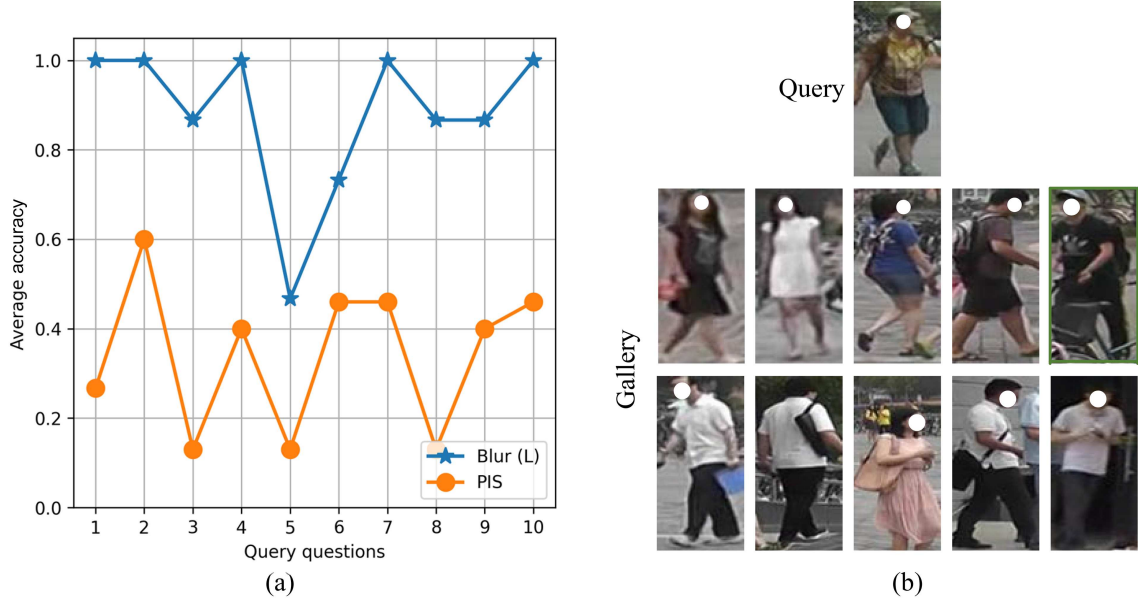 1.0
0.8
0.6
0.4
0.2
0.0
Average accuracy
1 2 3 4 5 6 7 8 9 10
Query questions
Blur (L)
PIS
(a)
Query
Gallery
(b)